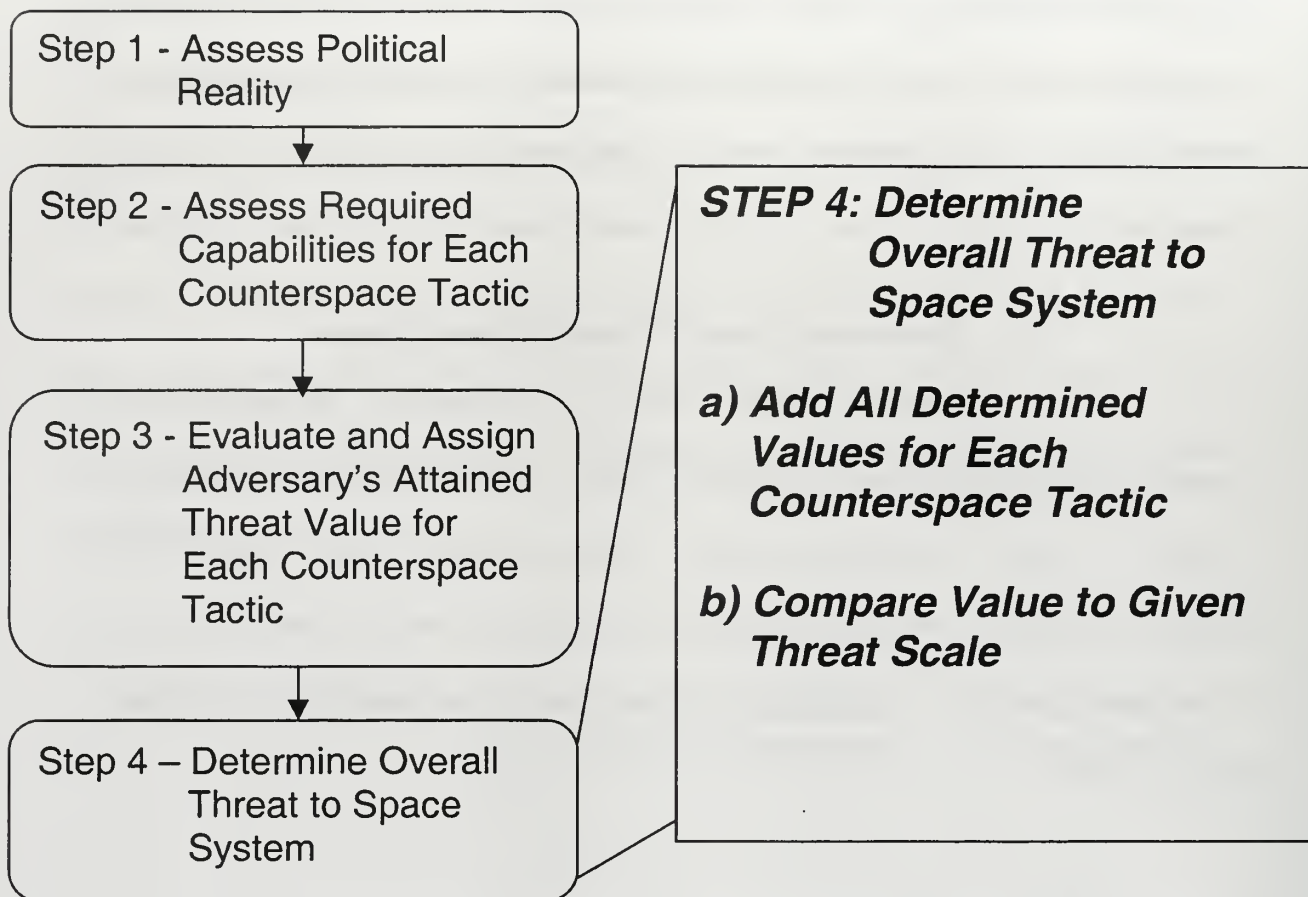 Step 1 - Assess Political
Reality
Step 2 - Assess Required
Capabilities for Each
Counterspace Tactic
Step 3 - Evaluate and Assign
Adversary's Attained
Threat Value for
Each Counterspace
Tactic
Step 4 – Determine Overall
Threat to Space
System
STEP 4: Determine
Overall Threat to
Space System
a) Add All Determined
Values for Each
Counterspace Tactic
b) Compare Value to Given
Threat Scale